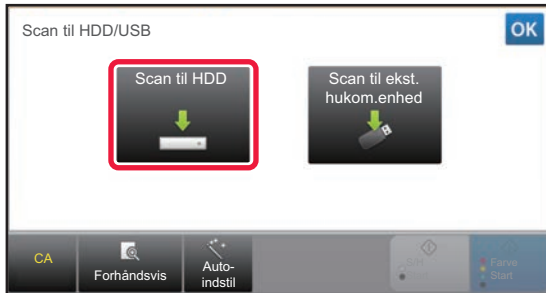 Scan til HDD/USB
OK
Scan til HDD
Scan til ekst.
hukom.enhed
CA
Forhåndsvis
Auto-
indstil
S/H
Start
Farve
Start